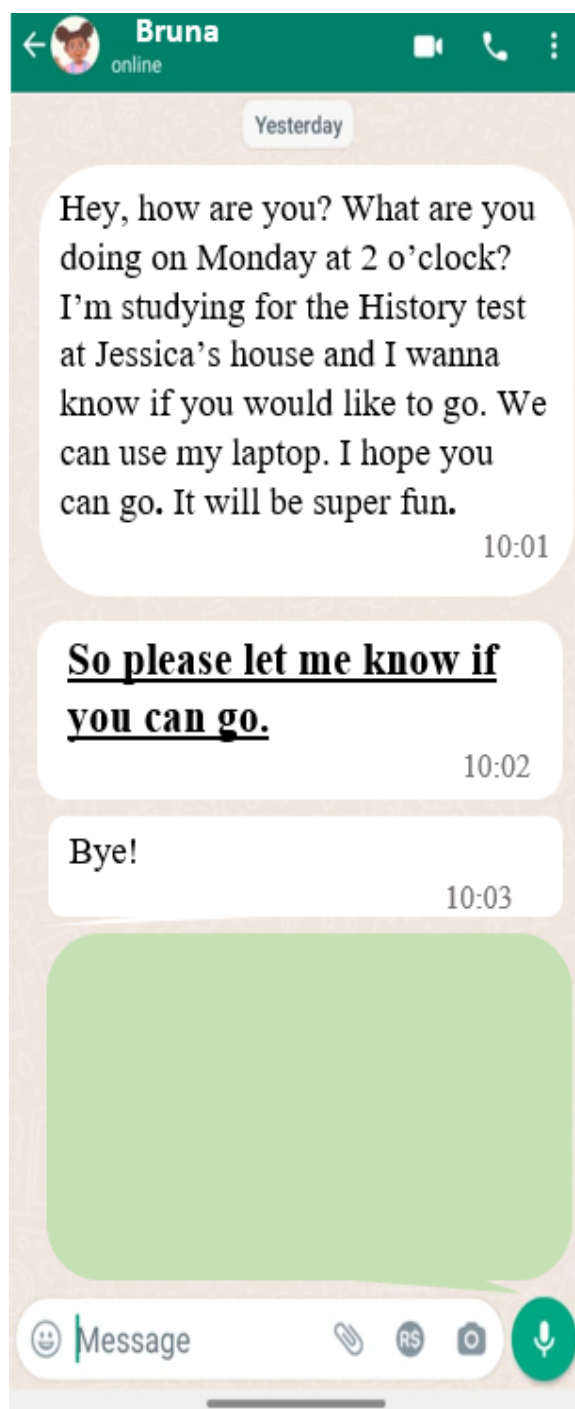 Bruna
online
Yesterday
Hey, how are you? What are you
doing on Monday at 2 o’clock?
I’m studying for the History test
at Jessica’s house and I wanna
know if you would like to go. We
can use my laptop. I hope you
can go. It will be super fun.
10:01
So please let me know if
you can go.
10:02
Bye!
10:03
Message
R$